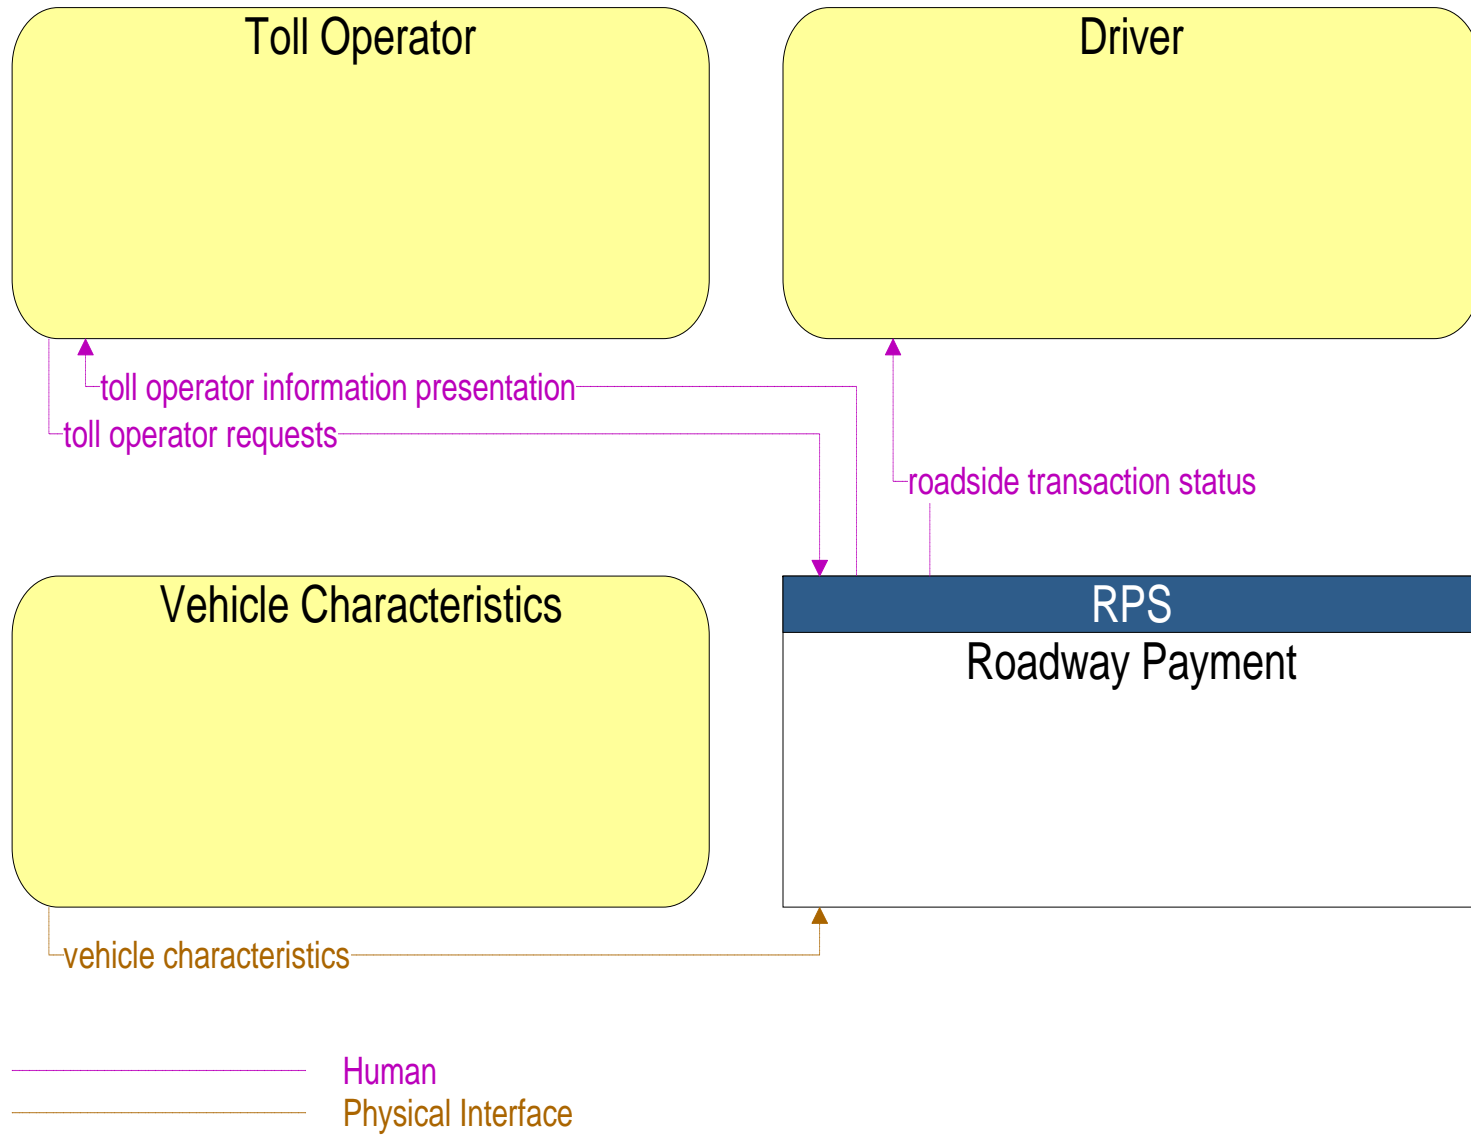 Toll Operator
Driver
toll operator information presentation
toll operator requests
roadside transaction status
Vehicle Characteristics
RPS
Roadway Payment
vehicle characteristics
Human
Physical Interface